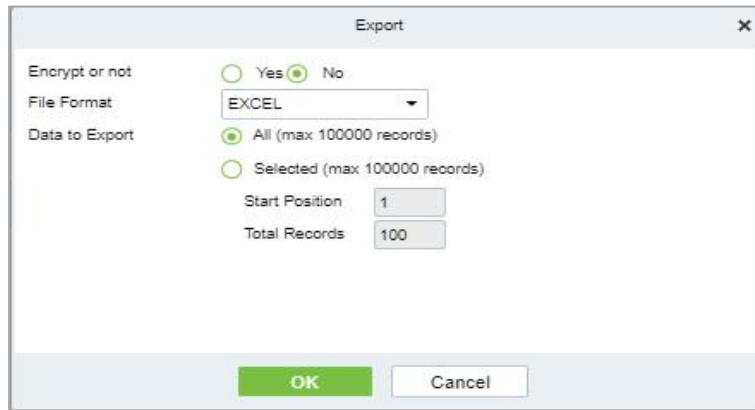 Export
Encrypt or not Yes No
File Format EXCEL
Data to Export All (max 100000 records)
Selected (max 100000 records)
Start Position 1
Total Records 100
OK Cancel